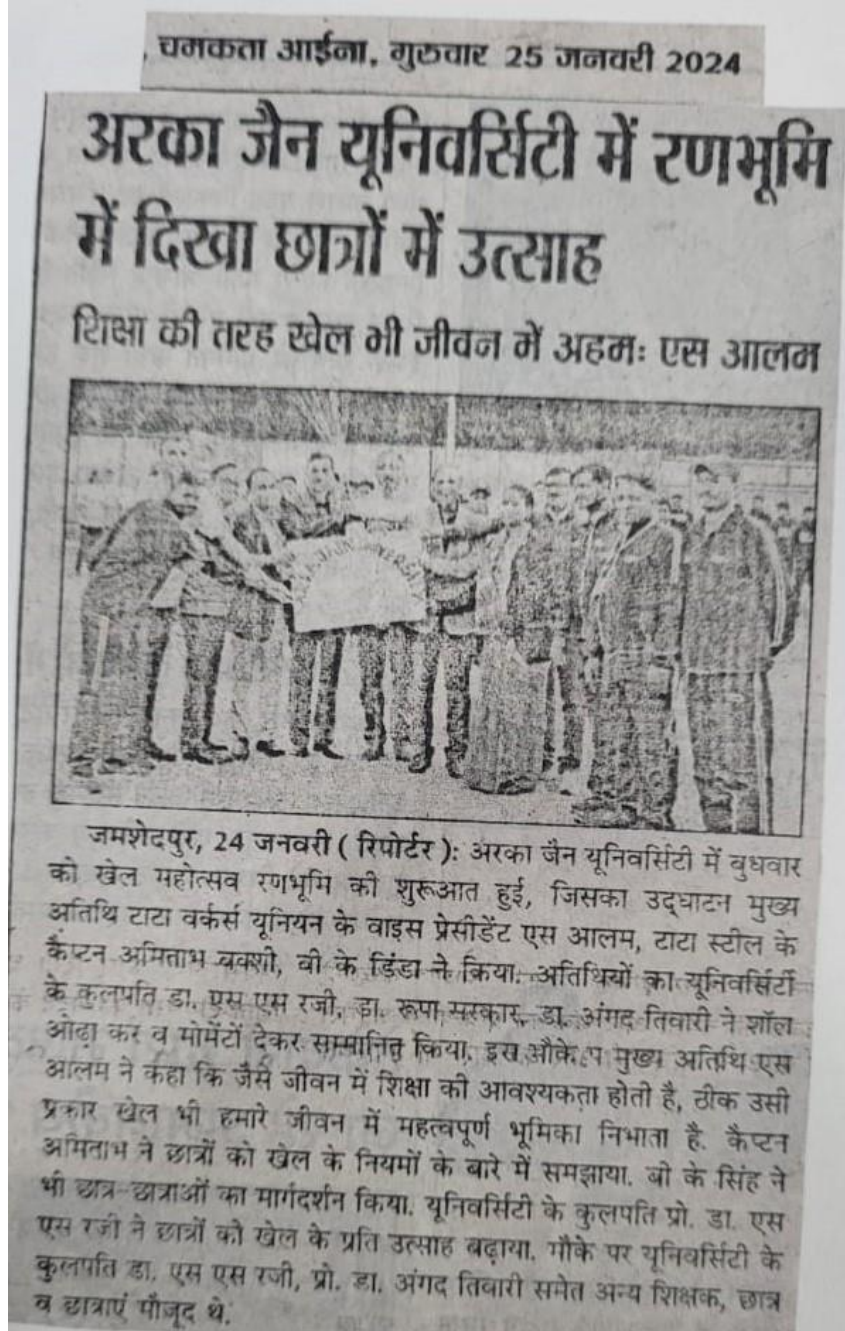 चमकता आईना, गुरुवार 25 जनवरी 2024
अरका जैन यूनिवर्सिटी में रणभूमि
में दिखा छात्रों में उत्साह
शिक्षा की तरह खेल भी जीवन में अहमः एस आलम
जमशेदपुर, 24 जनवरी ( रिपोर्टर ): अरका जैन यूनिवर्सिटी में बुधवार
को खेल महोत्सव रणभूमि की शुरूआत हुई, जिसका उद्घाटन मुख्य
अतिथि टाटा वर्कर्स यूनियन के वाइस प्रेसीडेंट एस आलम, टाटा स्टील के
कैप्टन अमिताभ बक्शी, वी के डिंडा ने किया. अतिथियों का यूनिवर्सिटी
के कुलपति डा. एस एस रजी, डा. रूपा सरकार, डा. अंगद तिवारी ने शॉल
ओढ़ा कर व मोमेंटों देकर सम्मानित किया. इस मुख्य अतिथि एस
आलम ने कहा कि जैसे जीवन में शिक्षा की आवश्यकता होती है, ठीक उसी
प्रकार खेल भी हमारे जीवन में महत्वपूर्ण भूमिका निभाता है. कैप्टन
अमिताभ ने छात्रों को खेल के नियमों के बारे में समझाया. बी के सिंह ने
भी छात्र-छात्राओं का मार्गदर्शन किया. यूनिवर्सिटी के कुलपति प्रो. डा. एस
एस रजी ने छात्रों को खेल के प्रति उत्साह बढ़ाया. मौके पर यूनिवर्सिटी के
कुलपति डा. एस एस रजी, प्रो. डा. अंगद तिवारी समेत अन्य शिक्षक, छात्र
व छात्राएं मौजूद थे.